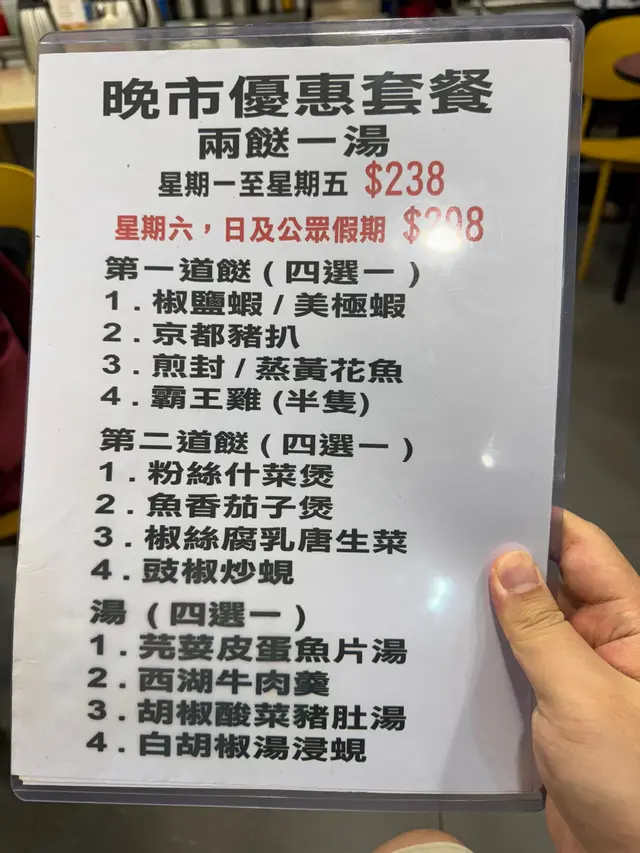 晚市優惠套餐
兩餸一湯
星期一至星期五 $238
星期六，日及公眾假期 $298
第一道餸 ( 四選一 )
1 . 椒鹽蝦 / 美極蝦
2 . 京都豬扒
3 . 煎封 / 蒸黃花魚
4 . 霸王雞 (半隻)
第二道餸 ( 四選一 )
1 . 粉絲什菜煲
2 . 魚香茄子煲
3 . 椒絲腐乳唐生菜
4 . 豉椒炒蜆
湯 ( 四選一 )
1 . 芫荽皮蛋魚片湯
2 . 西湖牛肉羹
3 . 胡椒酸菜豬肚湯
4 . 白胡椒湯浸蜆